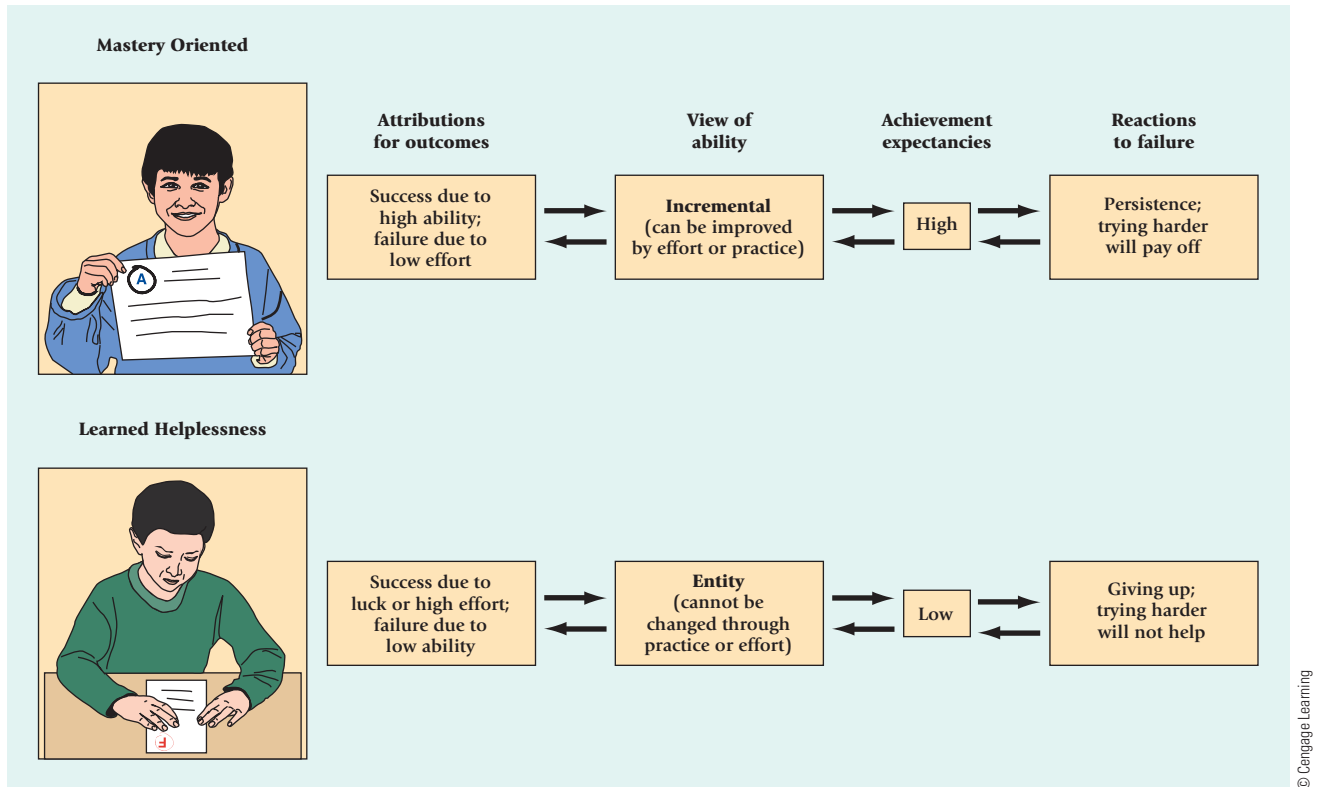 Mastery Oriented
Attributions
for outcomes
View of
ability
Achievement
expectancies
Reactions
to failure
A
Success due to
high ability;
failure due to
low effort
Incremental
(can be improved
by effort or practice)
High
Persistence;
trying harder
will pay off
Learned Helplessness
Success due to
luck or high effort;
failure due to
low ability
Entity
(cannot be
changed through
practice or effort)
Low
Giving up;
trying harder
will not help
F
© Cengage Learning